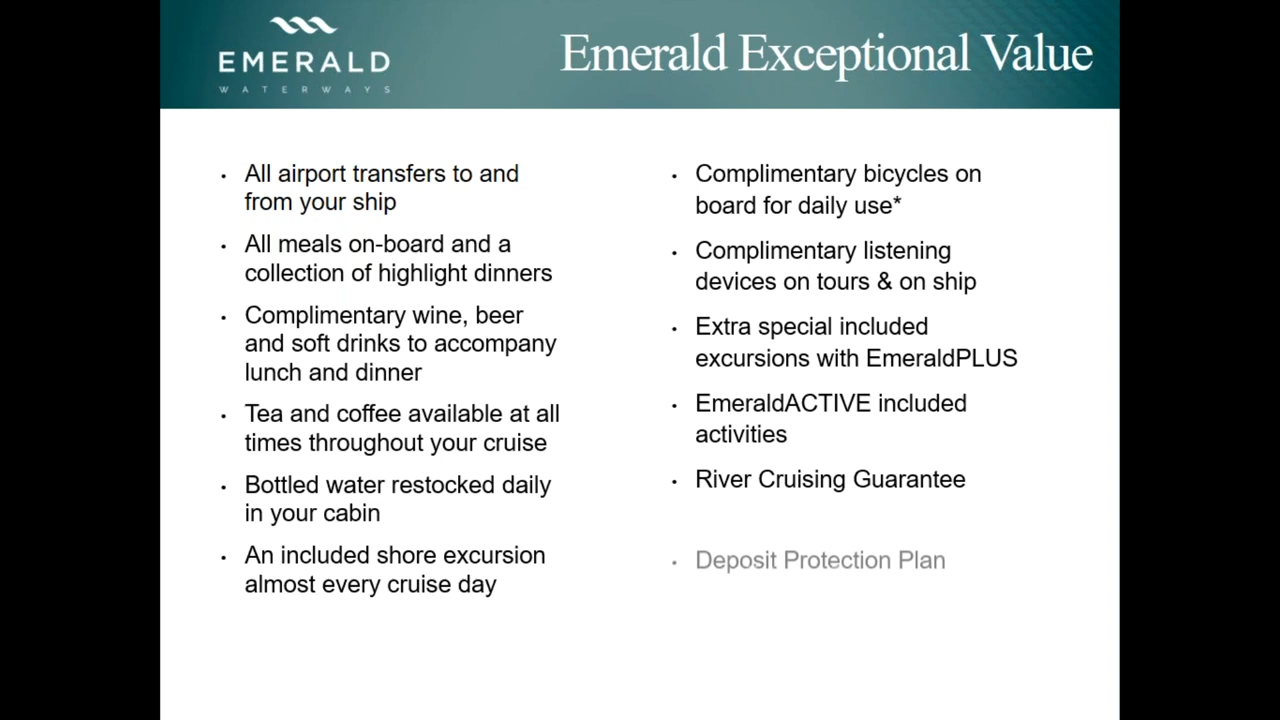 EMERALD
WATERWAYS
Emerald Exceptional Value
• All airport transfers to and
from your ship
• All meals on-board and a
collection of highlight dinners
• Complimentary wine, beer
and soft drinks to accompany
lunch and dinner
• Tea and coffee available at all
times throughout your cruise
• Bottled water restocked daily
in your cabin
• An included shore excursion
almost every cruise day
• Complimentary bicycles on
board for daily use*
• Complimentary listening
devices on tours & on ship
• Extra special included
excursions with EmeraldPLUS
• EmeraldACTIVE included
activities
• River Cruising Guarantee
• Deposit Protection Plan